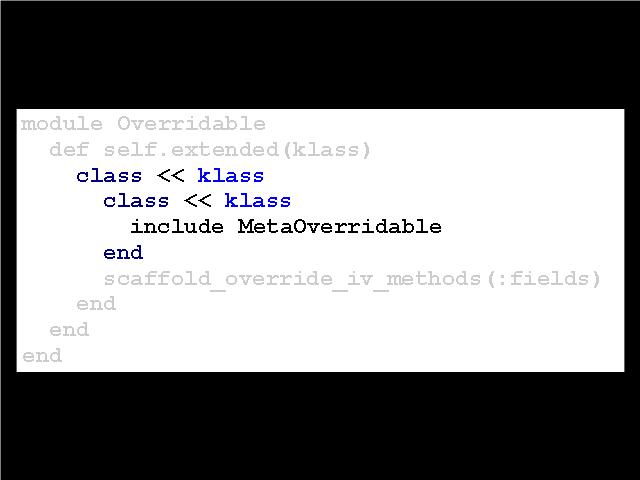 module Overridable
  def self.extended(klass)
    class << klass
      class << klass
        include MetaOverridable
      end
      scaffold_override_iv_methods(:fields)
    end
  end
end